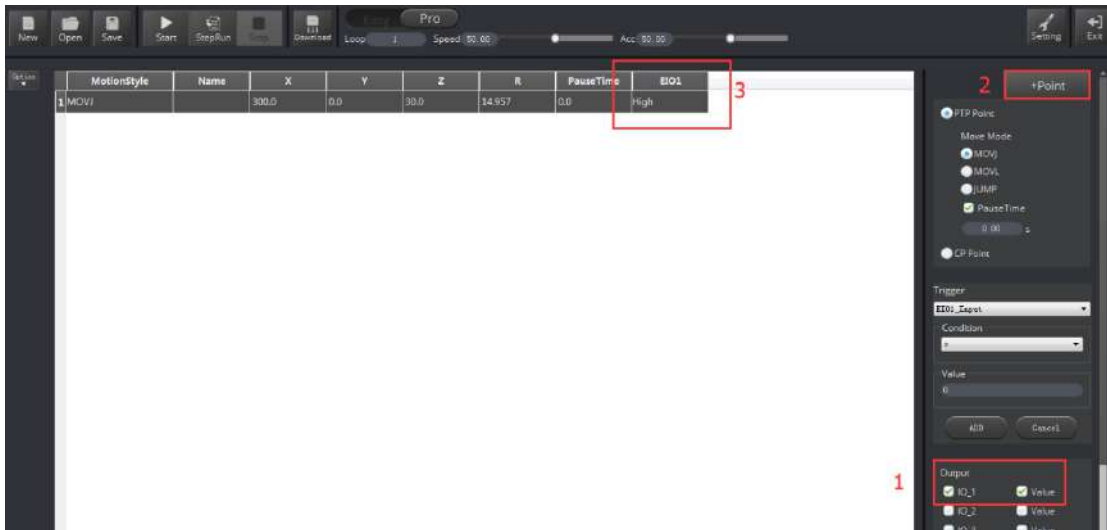 New Open Save Start StepRun Stop Download Loop 1 Pro Speed 50.00 Acc 50.00 Setting Exit
MotionStyle Name X Y Z R PauseTime EIO1
1 MOVJ 300.0 0.0 30.0 14.957 0.0 High
3
2
+Point
PTP Point
Move Mode
MOVJ
MOVL
JUMP
PauseTime
0.00 s
CP Point
Trigger
EIO1_Input
Condition
=
Value
0
ADD Cancel
1
Output
IO_1 Value
IO_2 Value
Value